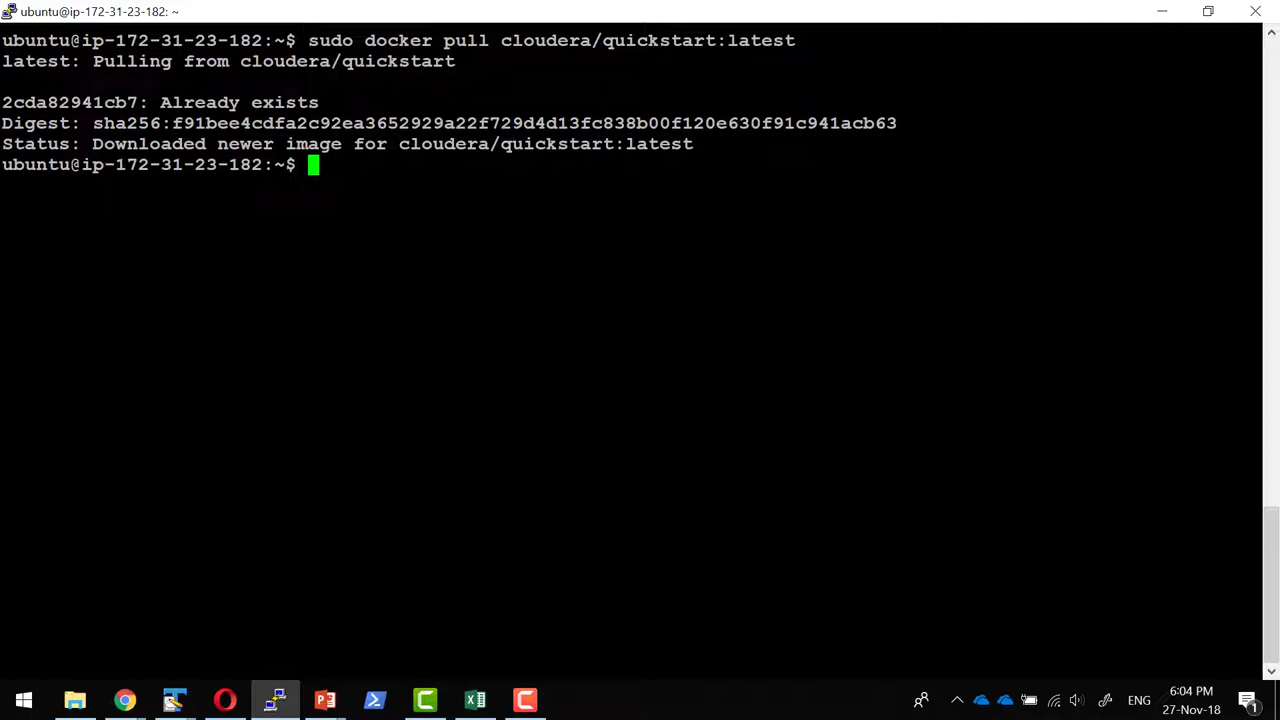 ubuntu@ip-172-31-23-182: ~
ubuntu@ip-172-31-23-182:~$ sudo docker pull cloudera/quickstart:latest
latest: Pulling from cloudera/quickstart
2cda82941cb7: Already exists
Digest: sha256:f91bee4cdfa2c92ea3652929a22f729d4d13fc838b00f120e630f91c941acb63
Status: Downloaded newer image for cloudera/quickstart:latest
ubuntu@ip-172-31-23-182:~$
ENG
6:04 PM
27-Nov-18
1